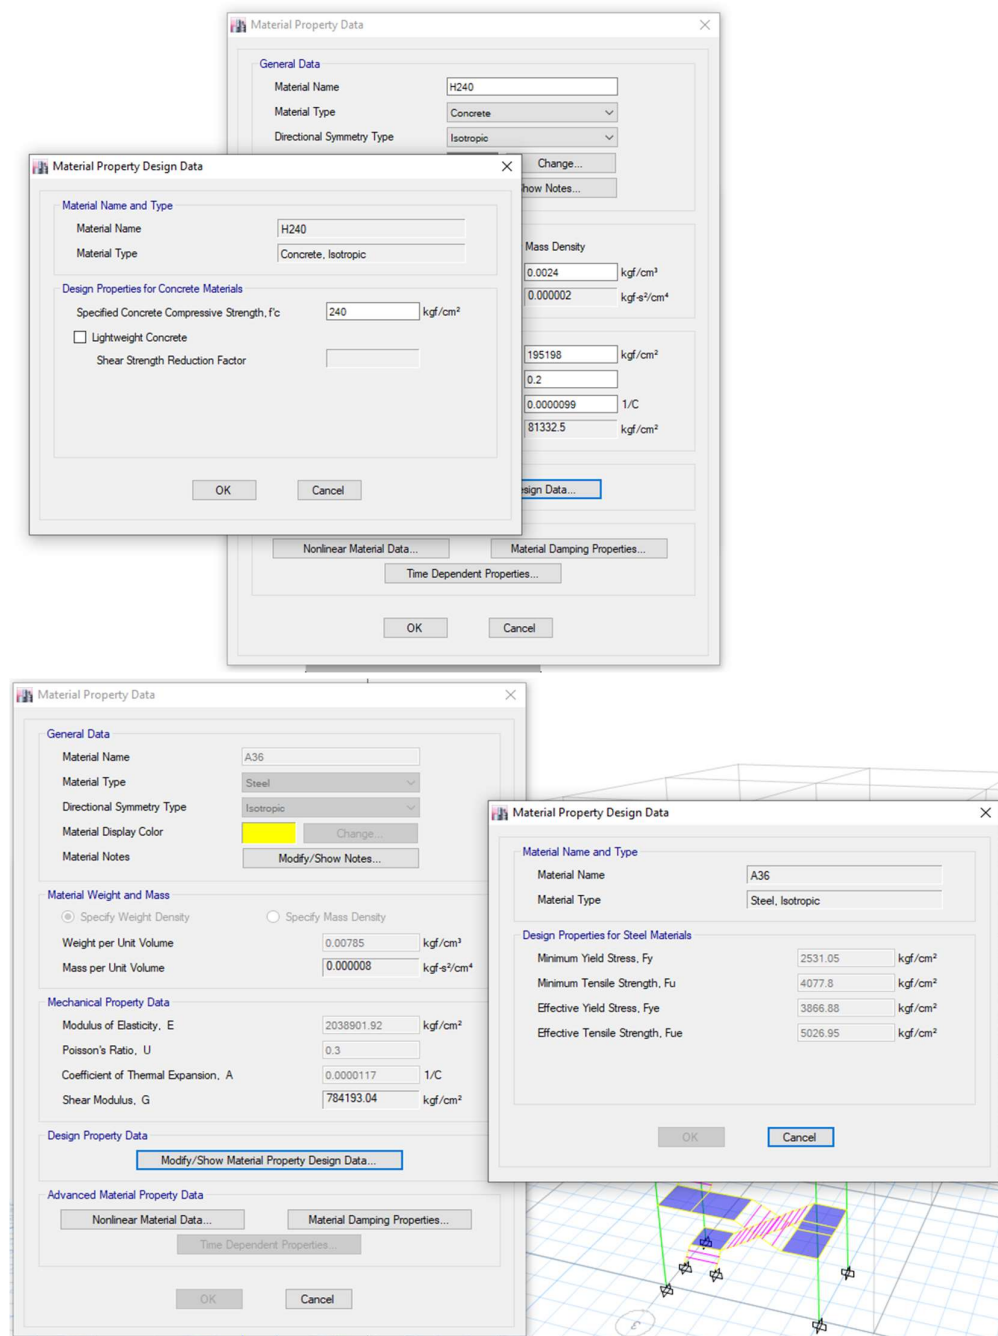 Material Property Data
General Data
Material Name H240
Material Type Concrete
Directional Symmetry Type Isotropic
Change...
how Notes...
Mass Density
0.0024 kgf/cm³
0.000002 kgf-s²/cm⁴
195198 kgf/cm²
0.2
0.0000099 1/C
81332.5 kgf/cm²
esign Data...
Nonlinear Material Data... Material Damping Properties...
Time Dependent Properties...
OK Cancel
Material Property Design Data
Material Name and Type
Material Name H240
Material Type Concrete, Isotropic
Design Properties for Concrete Materials
Specified Concrete Compressive Strength, f'c 240 kgf/cm²
Lightweight Concrete
Shear Strength Reduction Factor
OK Cancel
Material Property Data
General Data
Material Name A36
Material Type Steel
Directional Symmetry Type Isotropic
Material Display Color Change...
Material Notes Modify/Show Notes...
Material Weight and Mass
Specify Weight Density Specify Mass Density
Weight per Unit Volume 0.00785 kgf/cm³
Mass per Unit Volume 0.000008 kgf-s²/cm⁴
Mechanical Property Data
Modulus of Elasticity, E 2038901.92 kgf/cm²
Poisson's Ratio, U 0.3
Coefficient of Thermal Expansion, A 0.0000117 1/C
Shear Modulus, G 784193.04 kgf/cm²
Design Property Data
Modify/Show Material Property Design Data...
Advanced Material Property Data
Nonlinear Material Data... Material Damping Properties...
Time Dependent Properties...
OK Cancel
Material Property Design Data
Material Name and Type
Material Name A36
Material Type Steel, Isotropic
Design Properties for Steel Materials
Minimum Yield Stress, Fy 2531.05 kgf/cm²
Minimum Tensile Strength, Fu 4077.8 kgf/cm²
Effective Yield Stress, Fye 3866.88 kgf/cm²
Effective Tensile Strength, Fue 5026.95 kgf/cm²
OK Cancel